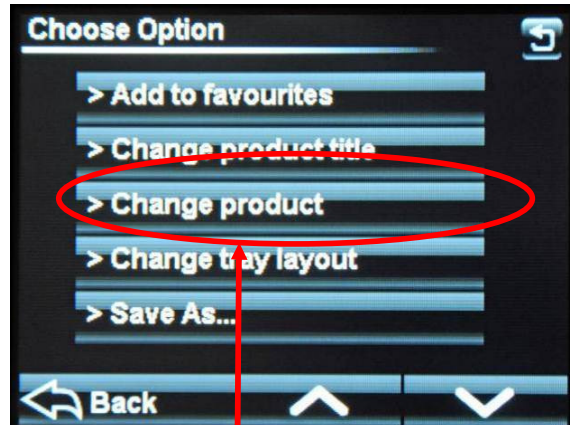 Choose Option
> Add to favourites
> Change product title
> Change product
> Change tray layout
> Save As...
Back